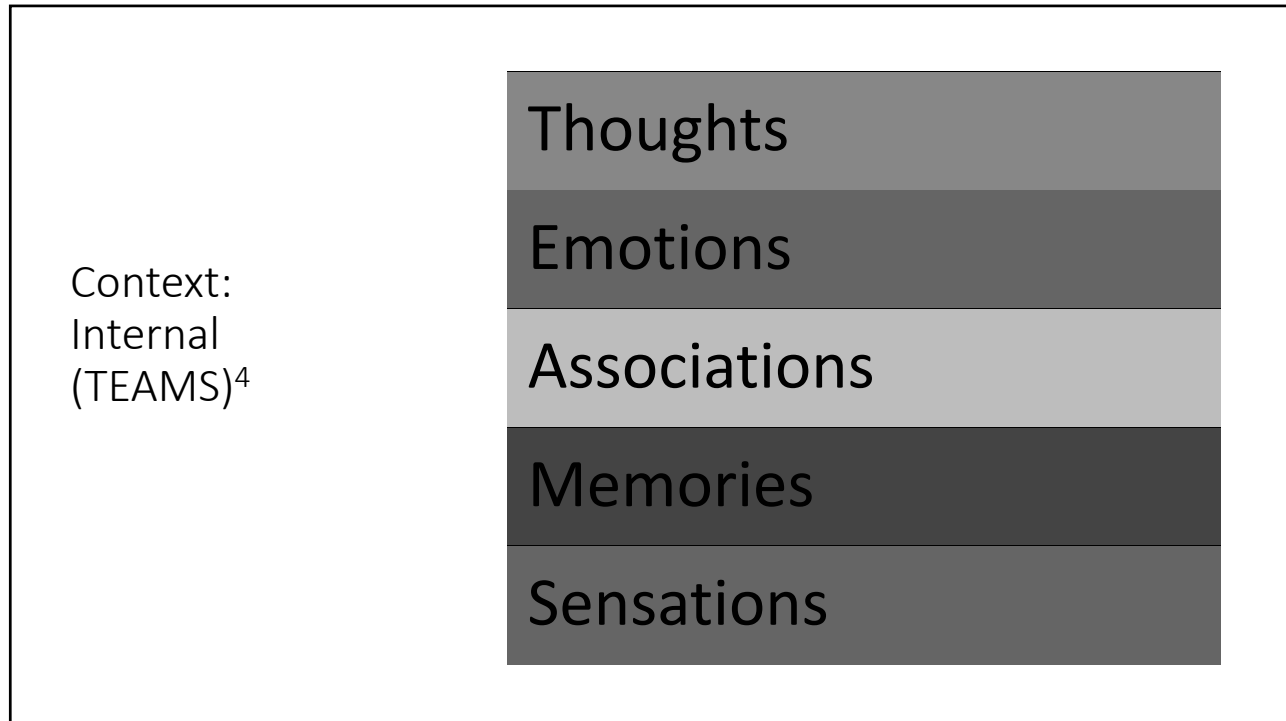 Context:
Internal
(TEAMS)⁴
Thoughts
Emotions
Associations
Memories
Sensations